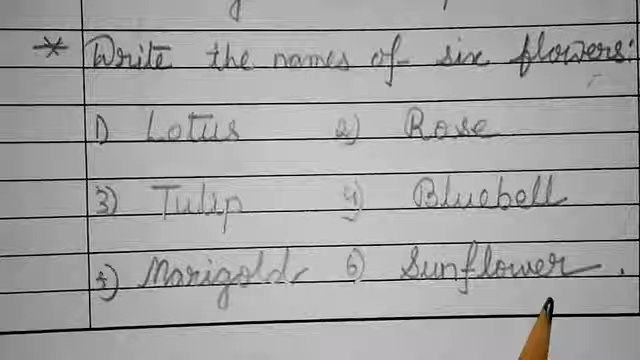 * Write the names of six flowers:
1) Lotus 2) Rose
3) Tulip 4) Bluebell
5) Marigold 6) Sunflower.